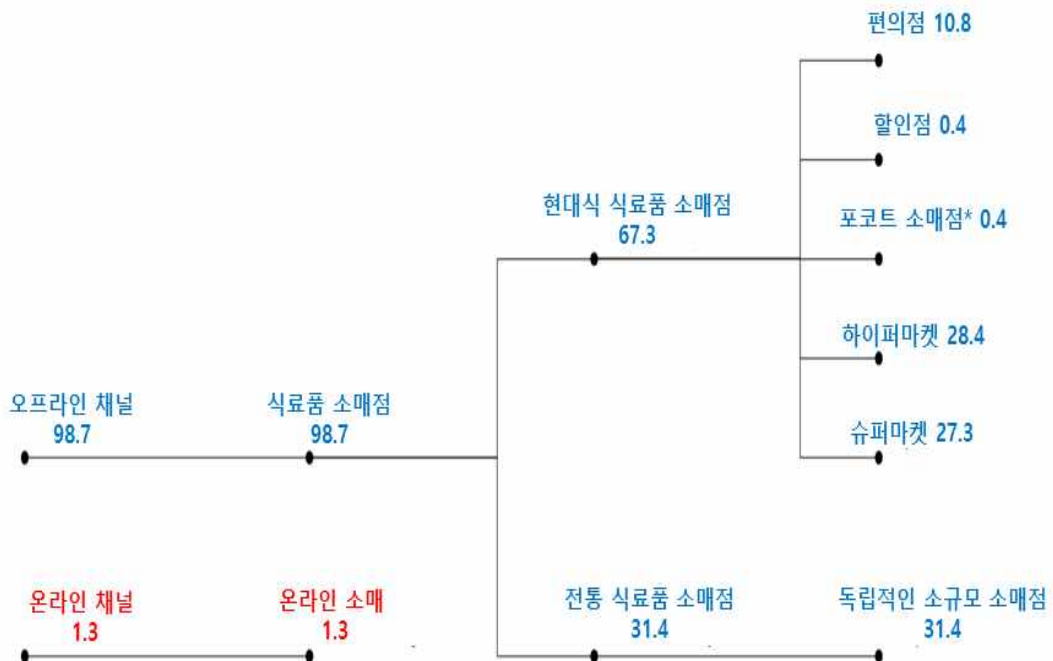 편의점 10.8
할인점 0.4
현대식 식료품 소매점
67.3
포코트 소매점* 0.4
하이퍼마켓 28.4
오프라인 채널
98.7
식료품 소매점
98.7
슈퍼마켓 27.3
온라인 채널
1.3
온라인 소매
1.3
전통 식료품 소매점
31.4
독립적인 소규모 소매점
31.4